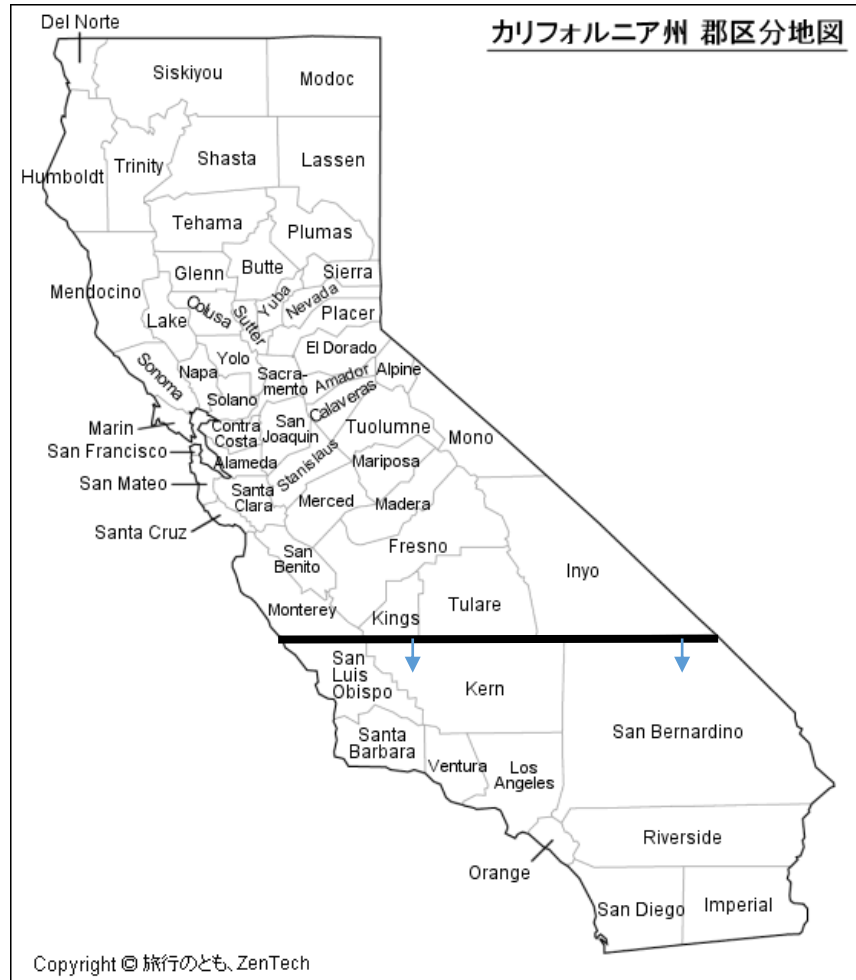 カリフォルニア州 郡区分地図
Del Norte
Siskiyou
Modoc
Humboldt
Trinity
Shasta
Lassen
Tehama
Plumas
Mendocino
Glenn
Butte
Sierra
Yuba
Nevada
Lake
Colusa
Sutter
Placer
Sonoma
Napa
Yolo
El Dorado
Sacra-
mento
Amador
Alpine
Solano
Calaveras
Marin
Contra
Costa
San
Joaquin
Tuolumne
Mono
San Francisco
Alameda
Stanislaus
Mariposa
San Mateo
Santa
Clara
Merced
Madera
Santa Cruz
San
Benito
Fresno
Inyo
Monterey
Kings
Tulare
San
Luis
Obispo
Kern
San Bernardino
Santa
Barbara
Ventura
Los
Angeles
Orange
Riverside
San Diego
Imperial
Copyright © 旅行のとも、ZenTech